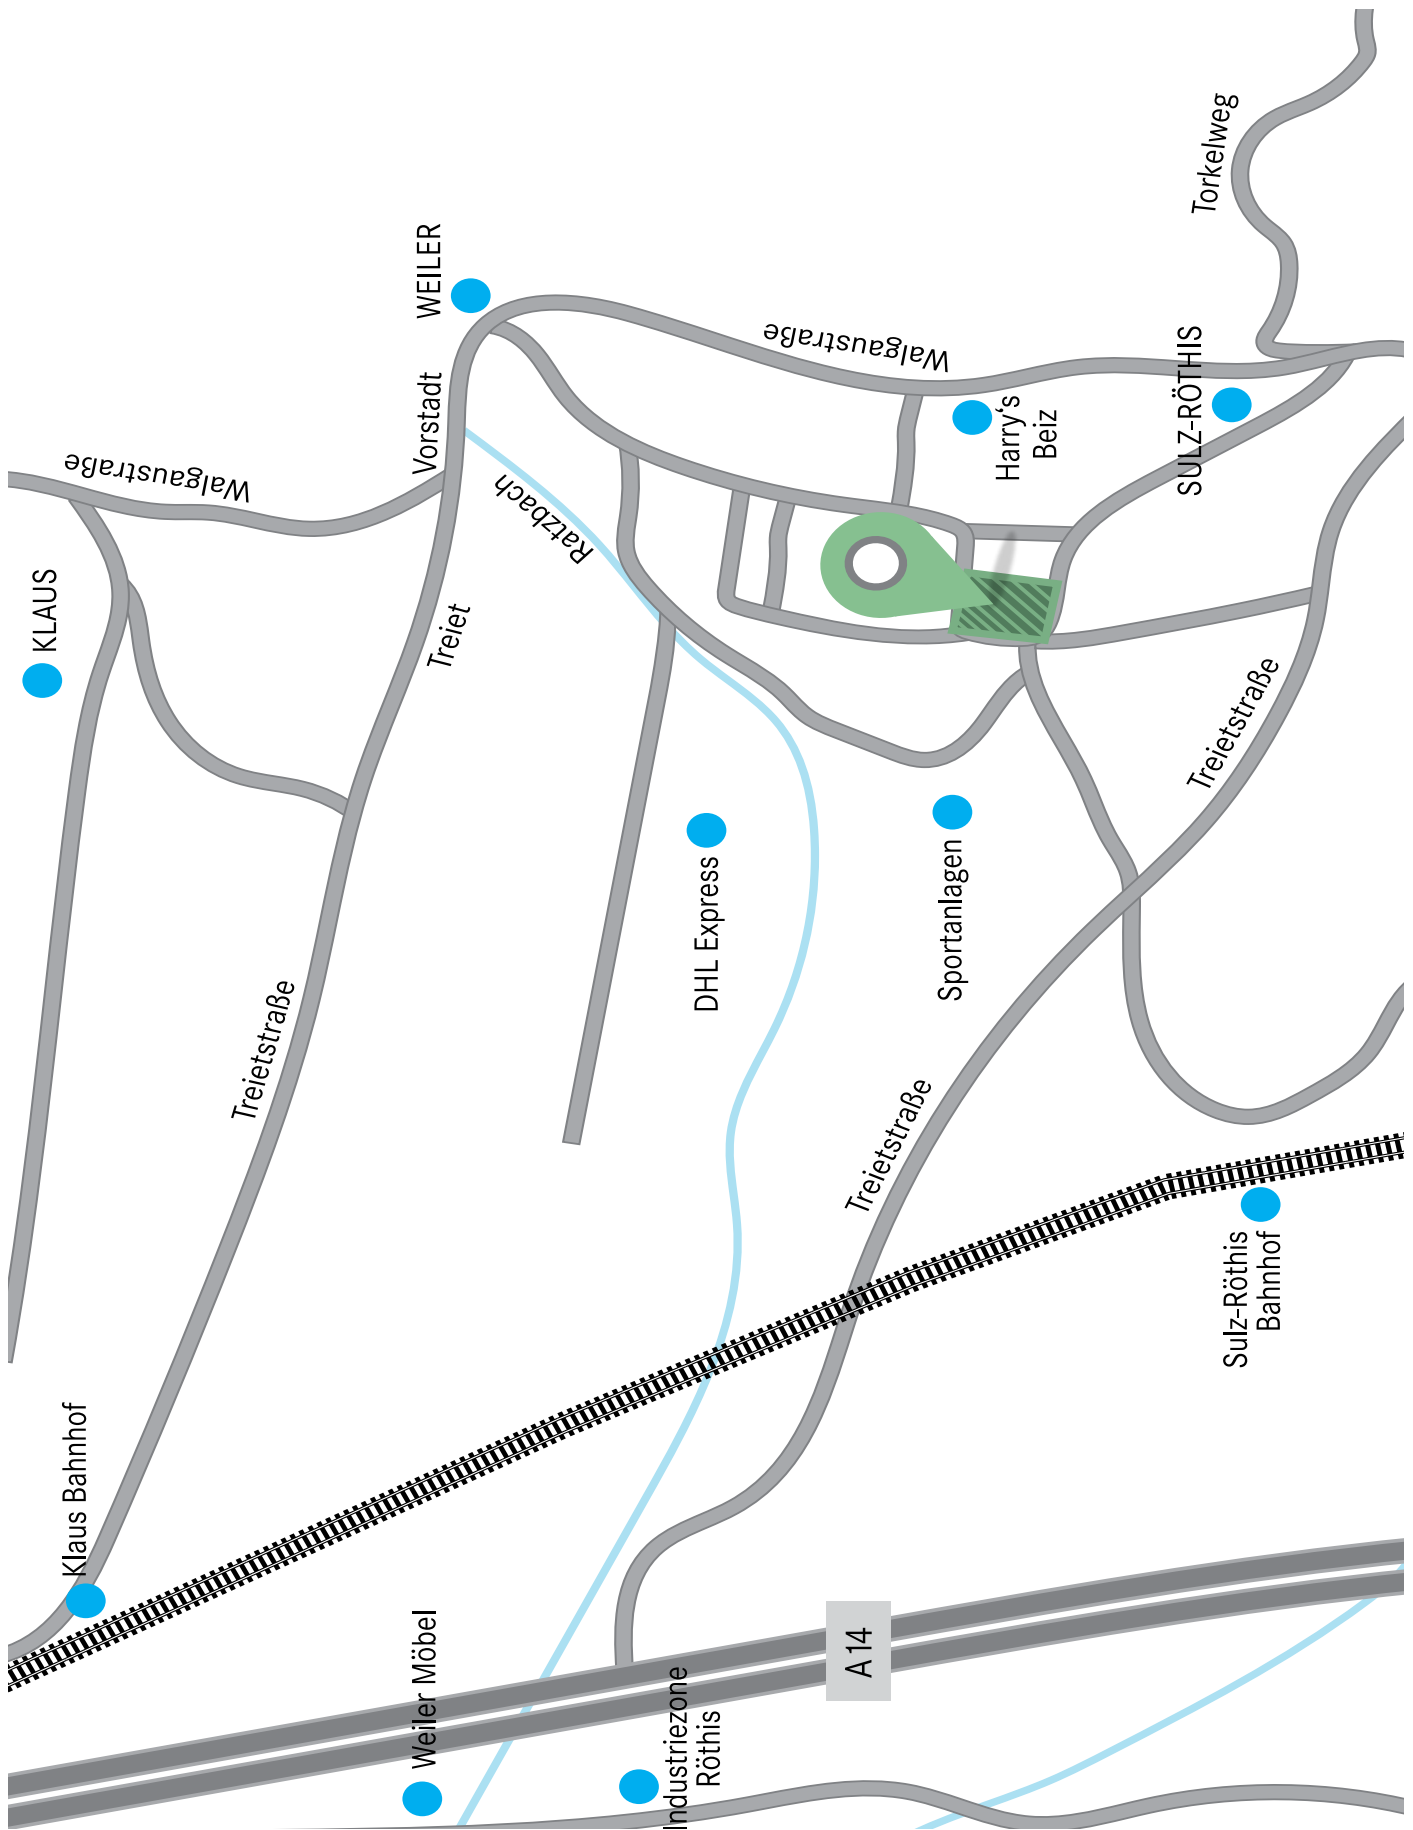 Torkelweg
WEILER
Walgaustraße
SULZ-RÖTHIS
Vorstadt
Harry's
Beiz
Walgaustraße
Ratzbach
KLAUS
Treiet
Treietstraße
DHL Express
Sportanlagen
Treietstraße
Treietstraße
Sulz-Röthis
Bahnhof
Klaus Bahnhof
Weiler Möbel
A 14
Industriezone
Röthis